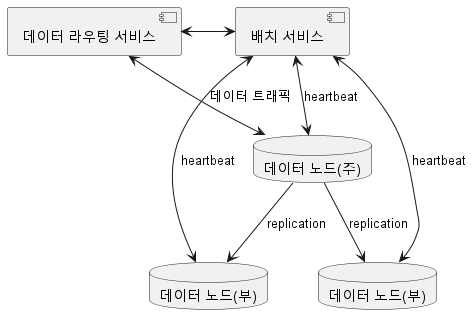 데이터 라우팅 서비스
배치 서비스
데이터 트래픽
heartbeat
데이터 노드(주)
heartbeat
heartbeat
replication
replication
데이터 노드(부)
데이터 노드(부)